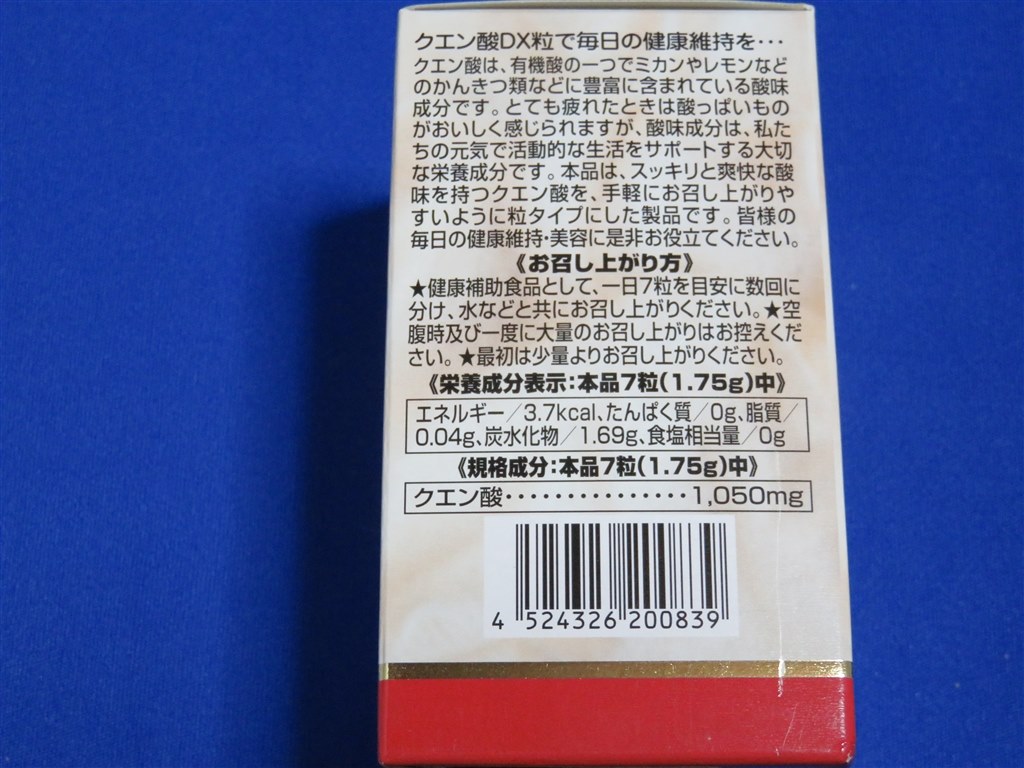 クエン酸DX粒で毎日の健康維持を･･･
クエン酸は、有機酸の一つでミカンやレモンなど
のかんきつ類などに豊富に含まれている酸味
成分です。とても疲れたときは酸っぱいもの
がおいしく感じられますが、酸味成分は、私た
ちの元気で活動的な生活をサポートする大切
な栄養成分です。本品は、スッキリと爽快な酸
味を持つクエン酸を、手軽にお召し上がりや
すいように粒タイプにした製品です。皆様の
毎日の健康維持･美容に是非お役立てください。
《お召し上がり方》
★健康補助食品として、一日7粒を目安に数回に
分け、水などと共にお召し上がりください。★空
腹時及び一度に大量のお召し上がりはお控えくだ
さい。★最初は少量よりお召し上がりください。
《栄養成分表示：本品7粒(1.75g)中》
エネルギー／3.7kcal、たんぱく質／0g、脂質／
0.04g、炭水化物／1.69g、食塩相当量／0g
《規格成分：本品7粒(1.75g)中》
クエン酸･･･････････････1,050mg
4 524326 200839